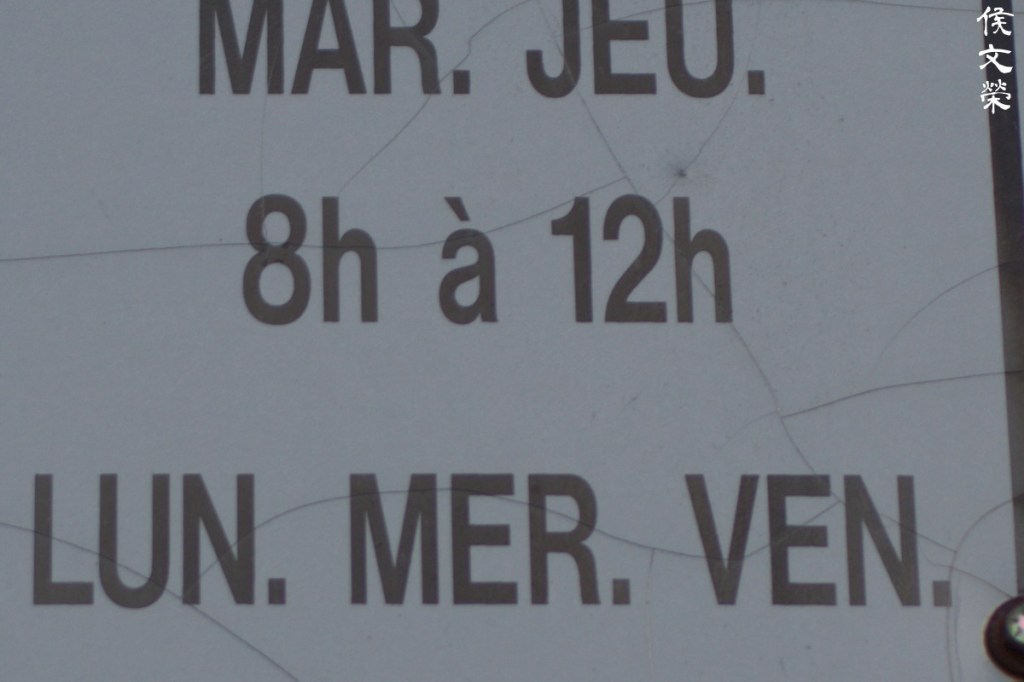 MAR. JEU.
8h à 12h
LUN. MER. VEN.
侯文榮